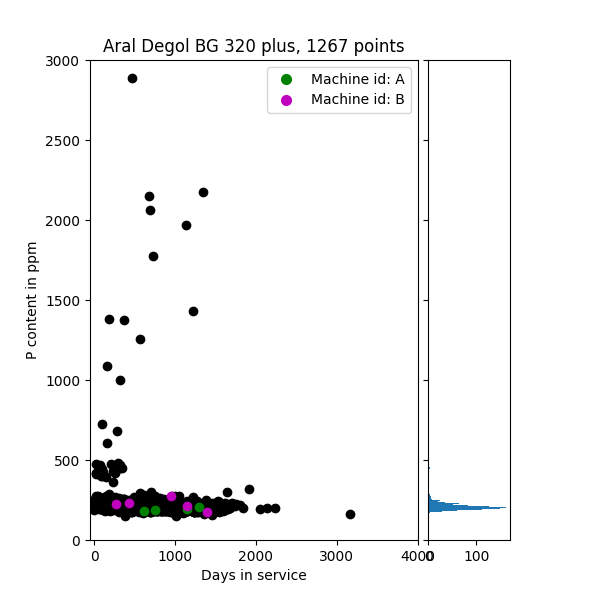 Aral Degol BG 320 plus, 1267 points
3000
2500
2000
1500
1000
500
0
P content in ppm
Machine id: A
Machine id: B
0 1000 2000 3000 4000
0 100
Days in service